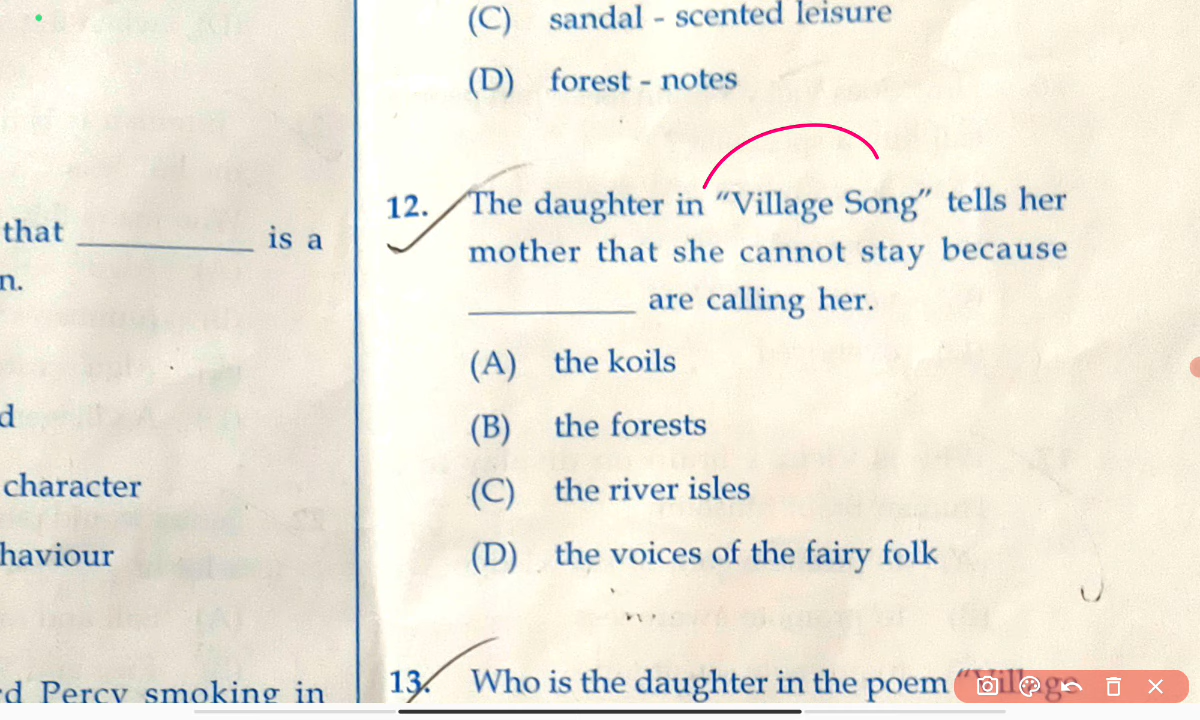 (C) sandal - scented leisure
(D) forest - notes
12. The daughter in “Village Song” tells her
mother that she cannot stay because
__________ are calling her.
(A) the koils
(B) the forests
(C) the river isles
(D) the voices of the fairy folk
13. Who is the daughter in the poem “Village
that __________ is a
n.
d
character
haviour
rd Percy smoking in